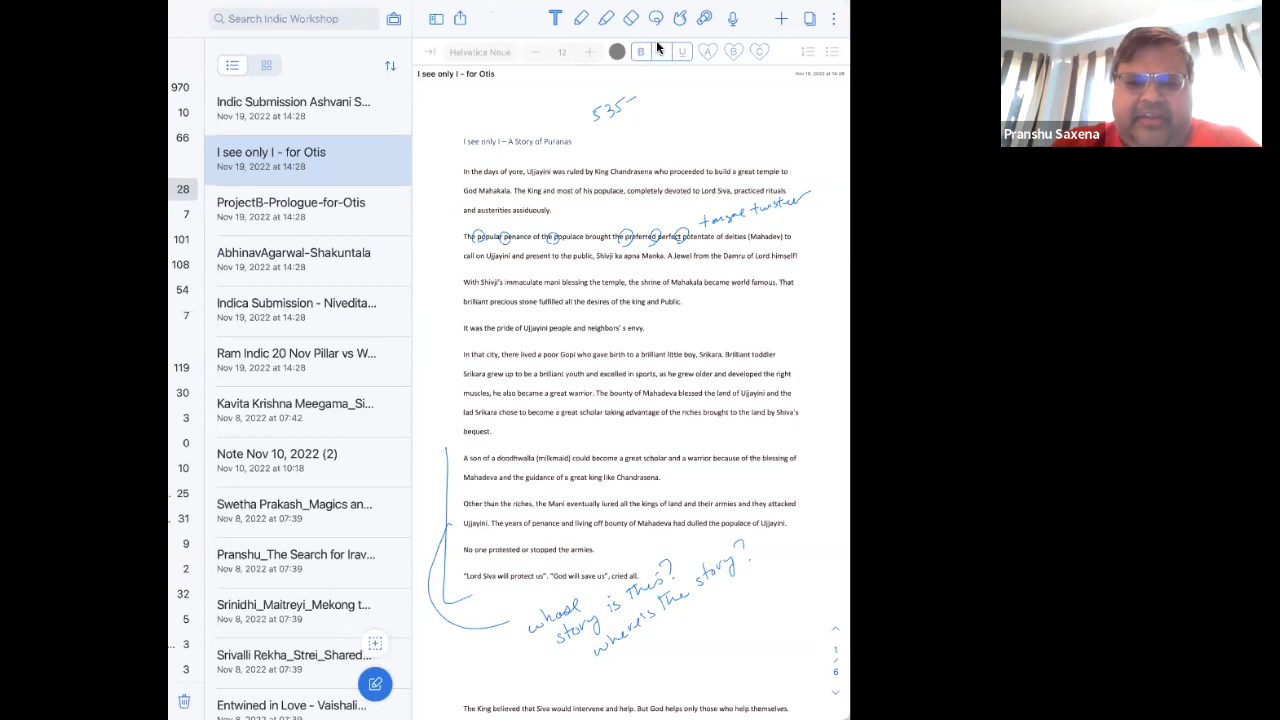 Search Indic Workshop
Helvetica Neue
12
B
U
A
B
C
970
10
66
28
7
101
108
54
7
119
30
3
0
10
25
31
9
2
32
5
3
3
Indic Submission Ashvani S...
Nov 19, 2022 at 14:28
I see only I - for Otis
Nov 19, 2022 at 14:28
ProjectB-Prologue-for-Otis
Nov 19, 2022 at 14:28
AbhinavAgarwal-Shakuntala
Nov 19, 2022 at 14:28
Indica Submission - Nivedita...
Nov 19, 2022 at 14:28
Ram Indic 20 Nov Pillar vs W...
Nov 19, 2022 at 14:28
Kavita Krishna Meegama_Si...
Nov 8, 2022 at 07:42
Note Nov 10, 2022 (2)
Nov 10, 2022 at 10:18
Swetha Prakash_Magics an...
Nov 8, 2022 at 07:39
Pranshu_The Search for Irav...
Nov 8, 2022 at 07:39
Srinidhi_Maitreyi_Mekong t...
Nov 8, 2022 at 07:39
Srivalli Rekha_Strei_Shared...
Nov 8, 2022 at 07:39
Entwined in Love - Vaishali...
Nov 8, 2022 at 07:39
I see only I - for Otis
Nov 19, 2022 at 14:28
535
I see only I – A Story of Puranas
In the days of yore, Ujjayini was ruled by King Chandrasena who proceeded to build a great temple to
God Mahakala. The King and most of his populace, completely devoted to Lord Siva, practiced rituals
and austerities assiduously.
tongue twister
The popular penance of the populace brought the preferred perfect potentate of deities (Mahadev) to
call on Ujjayini and present to the public, Shivji ka apna Manka. A Jewel from the Damru of Lord himself!
With Shivji's immaculate mani blessing the temple, the shrine of Mahakala became world famous. That
brilliant precious stone fulfilled all the desires of the king and Public.
It was the pride of Ujjayini people and neighbors' s envy.
In that city, there lived a poor Gopi who gave birth to a brilliant little boy, Srikara. Brilliant toddler
Srikara grew up to be a brilliant youth and excelled in sports, as he grew older and developed the right
muscles, he also became a great warrior. The bounty of Mahadeva blessed the land of Ujjayini and the
lad Srikara chose to become a great scholar taking advantage of the riches brought to the land by Shiva's
bequest.
A son of a doodhwalla (milkmaid) could become a great scholar and a warrior because of the blessing of
Mahadeva and the guidance of a great king like Chandrasena.
Other than the riches, the Mani eventually lured all the kings of land and their armies and they attacked
Ujjayini. The years of penance and living off bounty of Mahadeva had dulled the populace of Ujjayini.
No one protested or stopped the armies.
"Lord Siva will protect us". "God will save us", cried all.
whose
story is this?
where is the story?
The King believed that Siva would intervene and help. But God helps only those who help themselves.
1
/
6
Pranshu Saxena